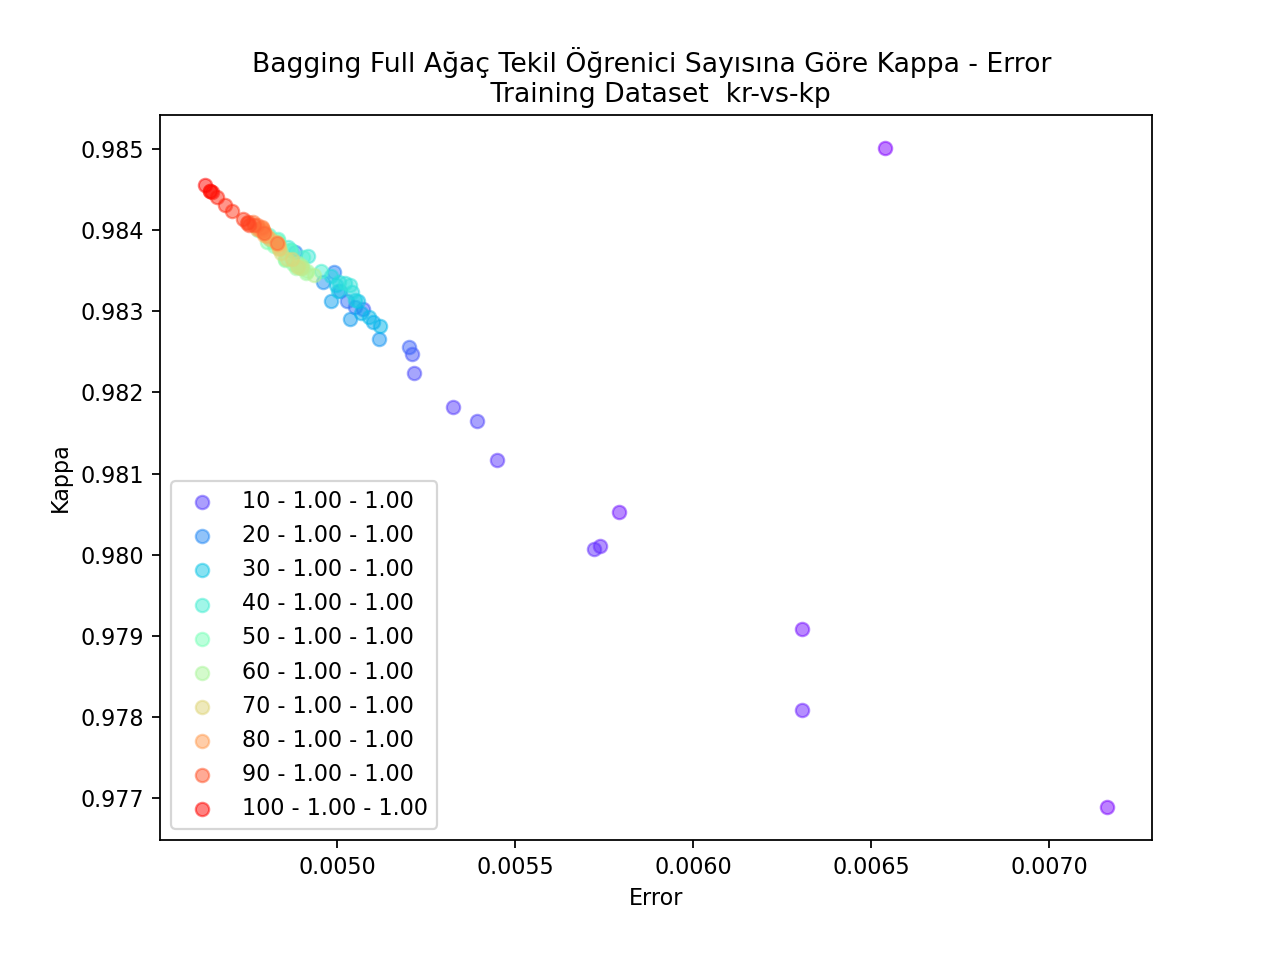 Bagging Full Ağaç Tekil Öğrenici Sayısına Göre Kappa - Error
Training Dataset  kr-vs-kp
0.985
0.984
0.983
0.982
0.981
0.980
0.979
0.978
0.977
Kappa
10 - 1.00 - 1.00
20 - 1.00 - 1.00
30 - 1.00 - 1.00
40 - 1.00 - 1.00
50 - 1.00 - 1.00
60 - 1.00 - 1.00
70 - 1.00 - 1.00
80 - 1.00 - 1.00
90 - 1.00 - 1.00
100 - 1.00 - 1.00
0.0050 0.0055 0.0060 0.0065 0.0070
Error